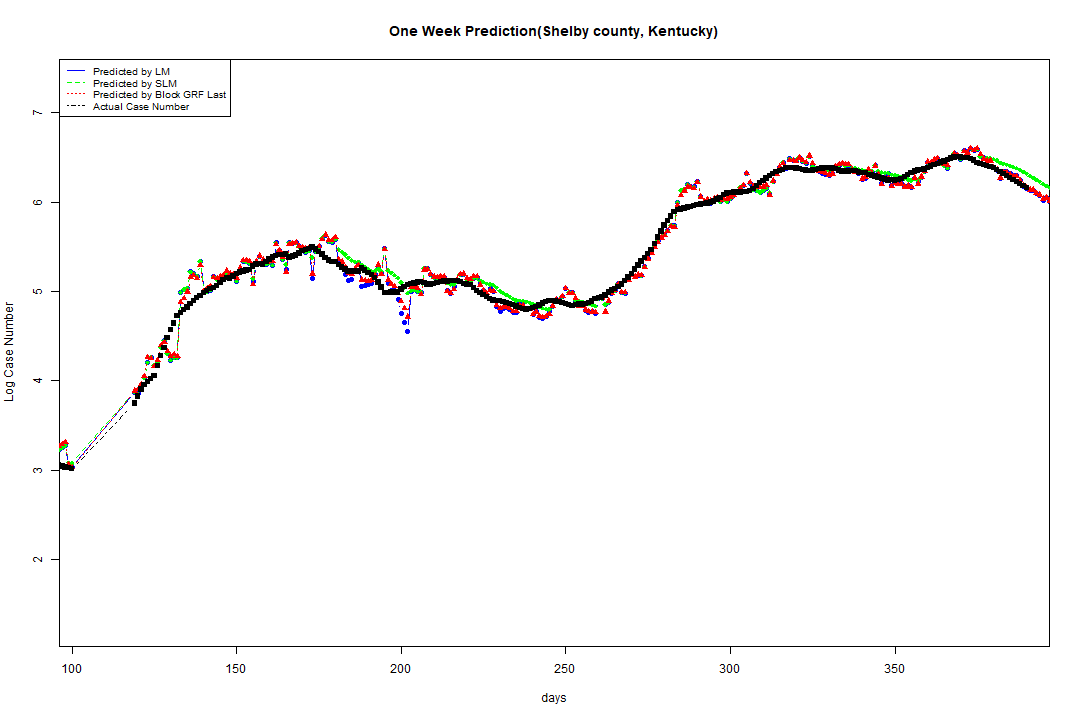 One Week Prediction(Shelby county, Kentucky)
Predicted by LM
Predicted by SLM
Predicted by Block GRF Last
Actual Case Number
Log Case Number
7
6
5
4
3
2
100 150 200 250 300 350
days